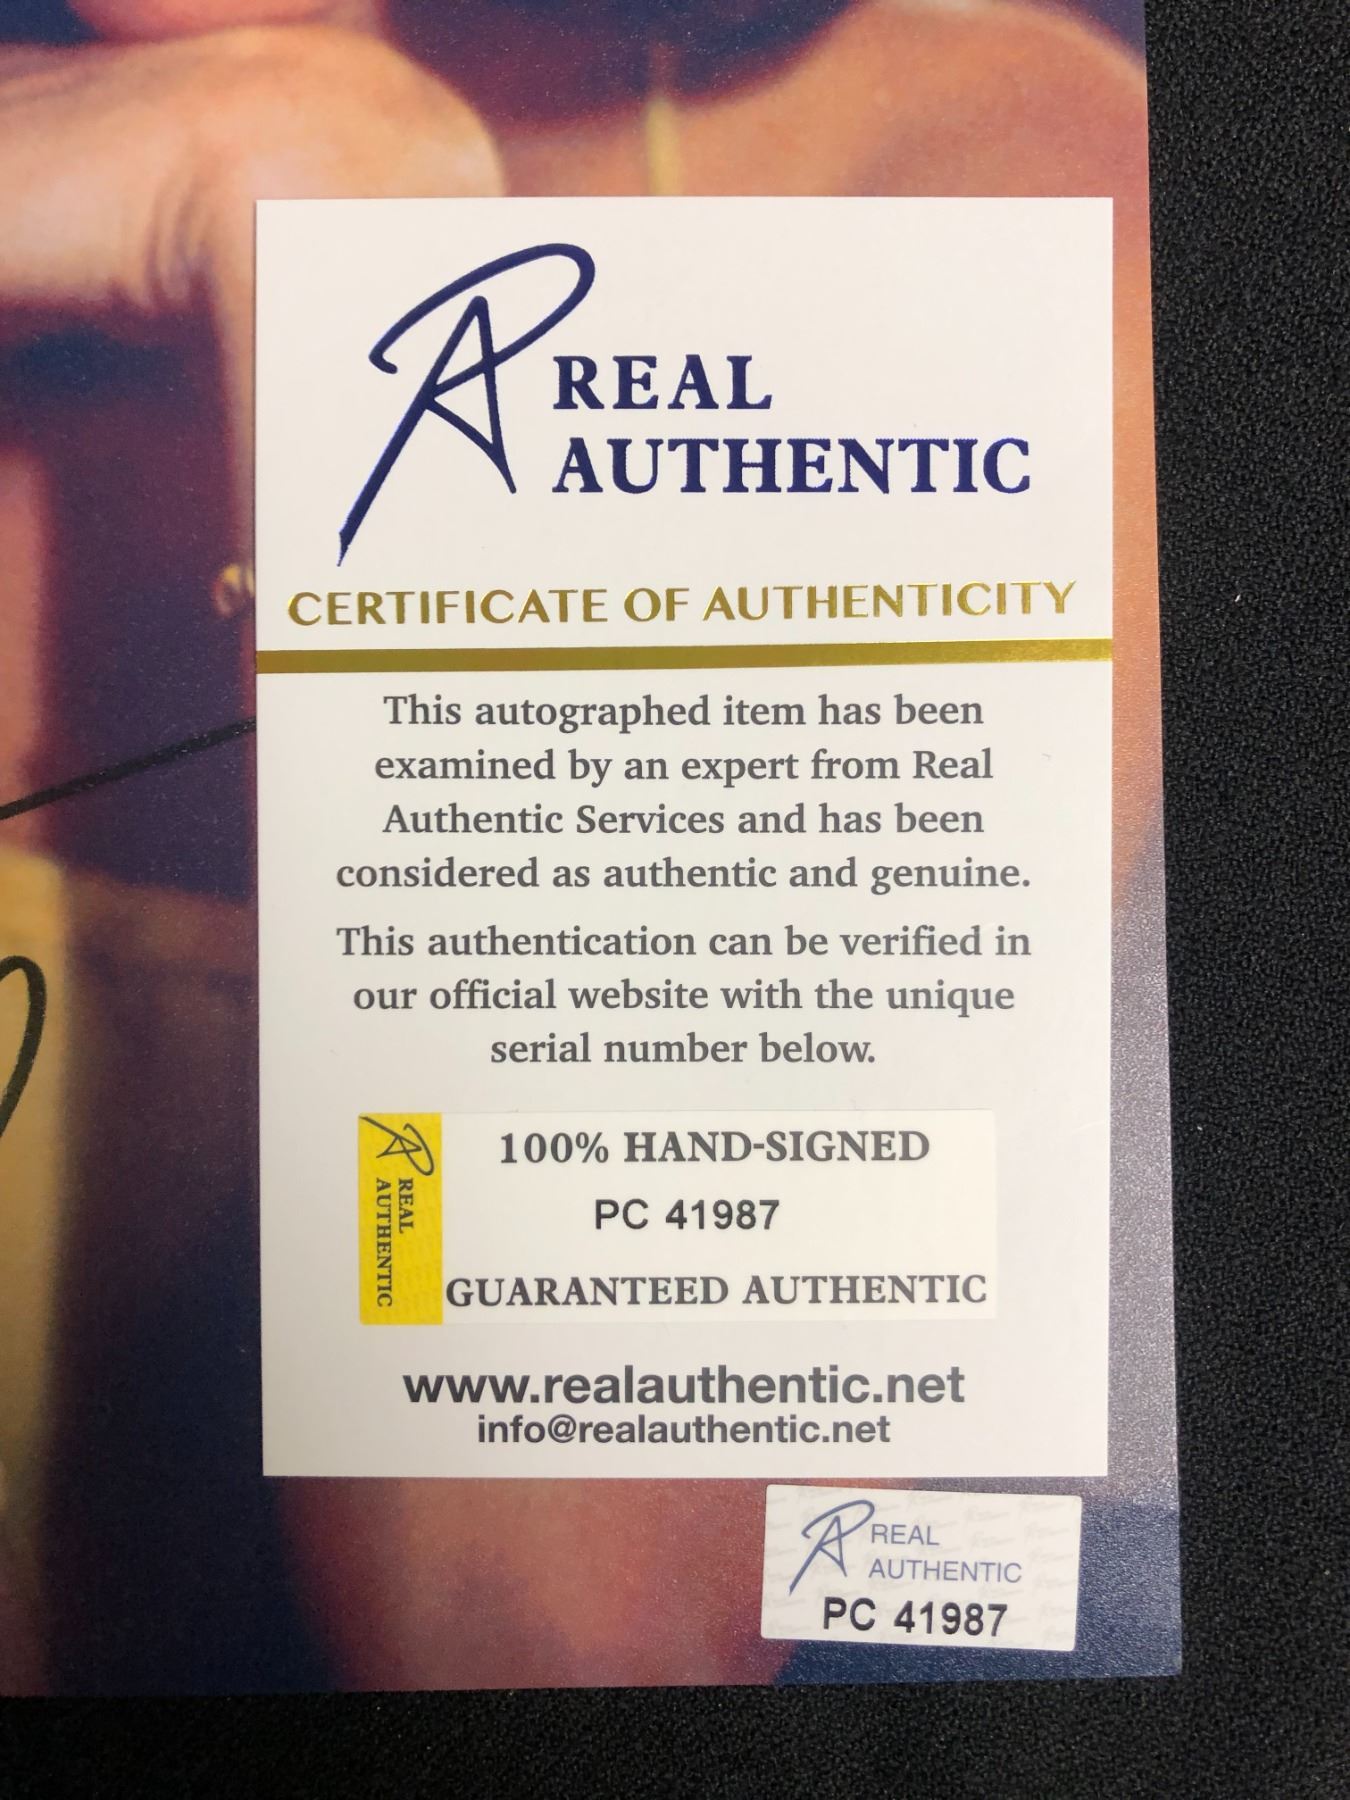 REAL
AUTHENTIC
CERTIFICATE OF AUTHENTICITY
This autographed item has been
examined by an expert from Real
Authentic Services and has been
considered as authentic and genuine.
This authentication can be verified in
our official website with the unique
serial number below.
REAL
AUTHENTIC
100% HAND-SIGNED
PC 41987
GUARANTEED AUTHENTIC
www.realauthentic.net
info@realauthentic.net
REAL
AUTHENTIC
PC 41987